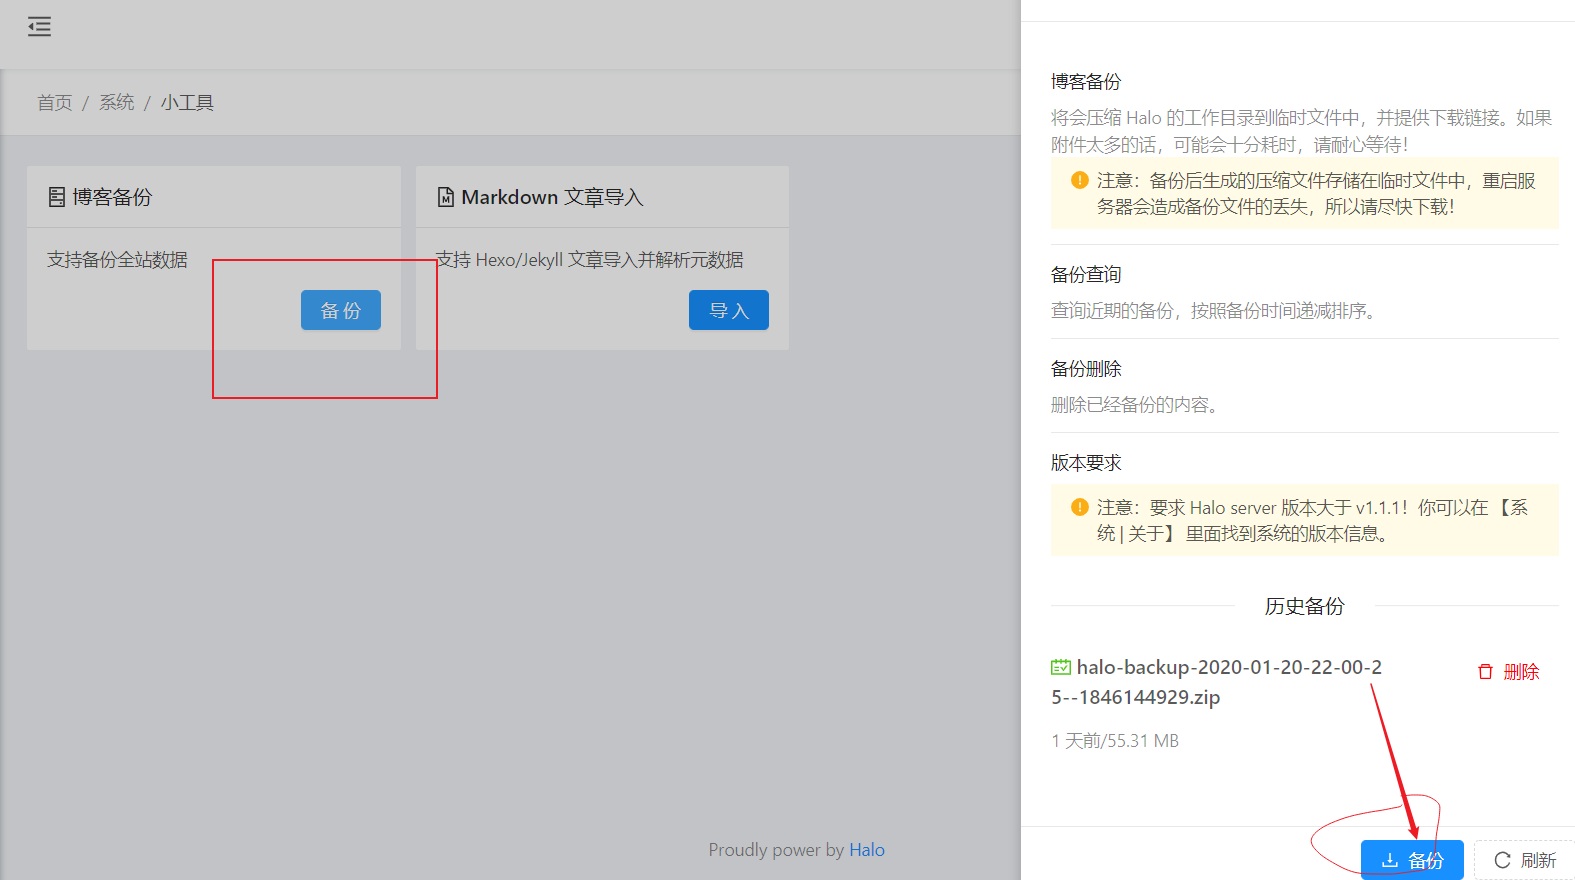 首页 / 系统 / 小工具
博客备份
支持备份全站数据
备 份
Markdown 文章导入
支持 Hexo/Jekyll 文章导入并解析元数据
导 入
Proudly power by Halo
博客备份
将会压缩 Halo 的工作目录到临时文件中，并提供下载链接。如果
附件太多的话，可能会十分耗时，请耐心等待！
注意：备份后生成的压缩文件存储在临时文件中，重启服
务器会造成备份文件的丢失，所以请尽快下载！
备份查询
查询近期的备份，按照备份时间递减排序。
备份删除
删除已经备份的内容。
版本要求
注意：要求 Halo server 版本大于 v1.1.1！你可以在 【系
统 | 关于】 里面找到系统的版本信息。
历史备份
halo-backup-2020-01-20-22-00-2
5--1846144929.zip
删除
1 天前/55.31 MB
备份
刷新